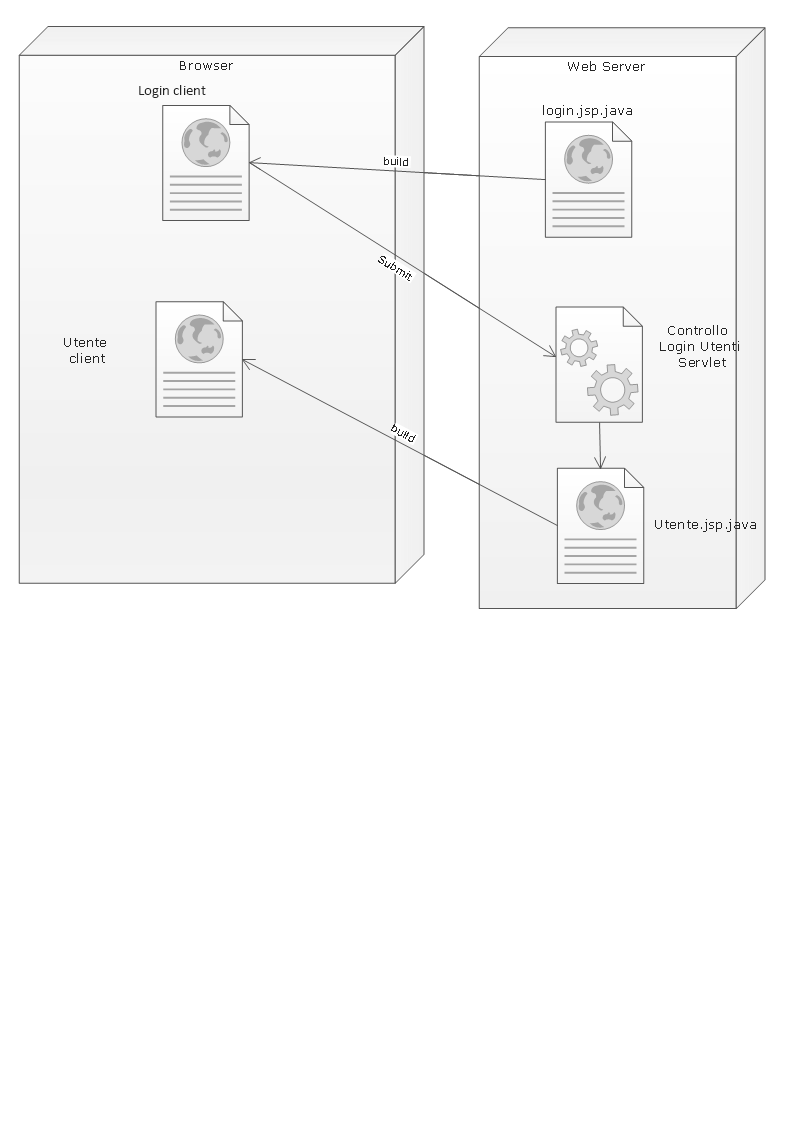 Browser
Login client
build
Submit
Utente
client
build
Web Server
login.jsp.java
Controllo
Login Utenti
Servlet
Utente.jsp.java